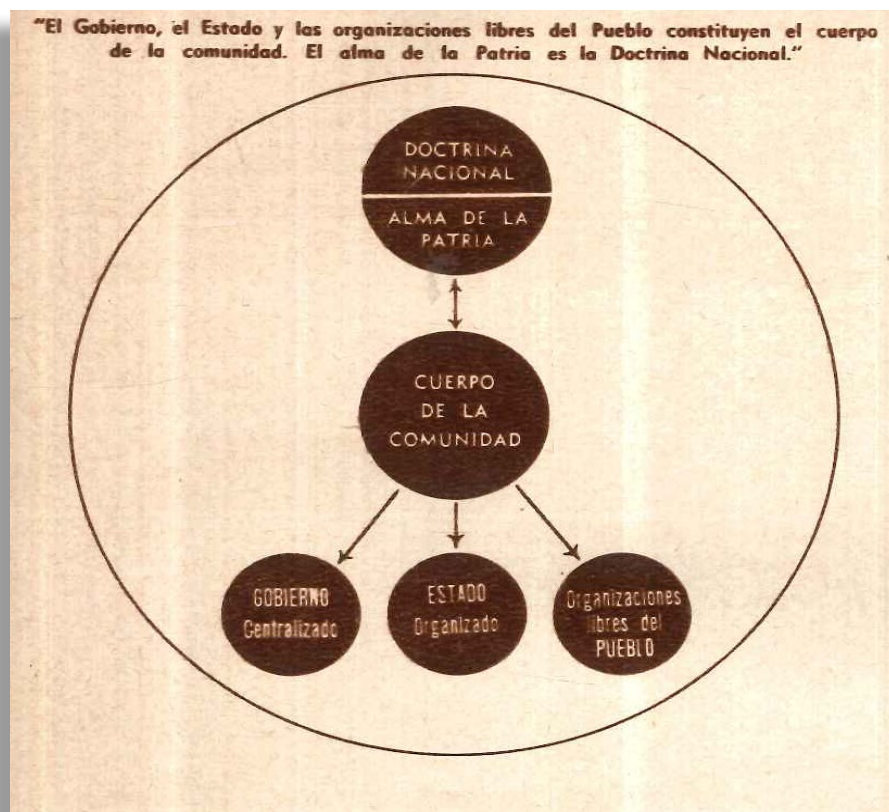 "El Gobierno, el Estado y las organizaciones libres del Pueblo constituyen el cuerpo
de la comunidad. El alma de la Patria es la Doctrina Nacional."
DOCTRINA
NACIONAL
ALMA DE LA
PATRIA
CUERPO
DE LA
COMUNIDAD
GOBIERNO
Centralizado
ESTADO
Organizado
Organizaciones
libres del
PUEBLO